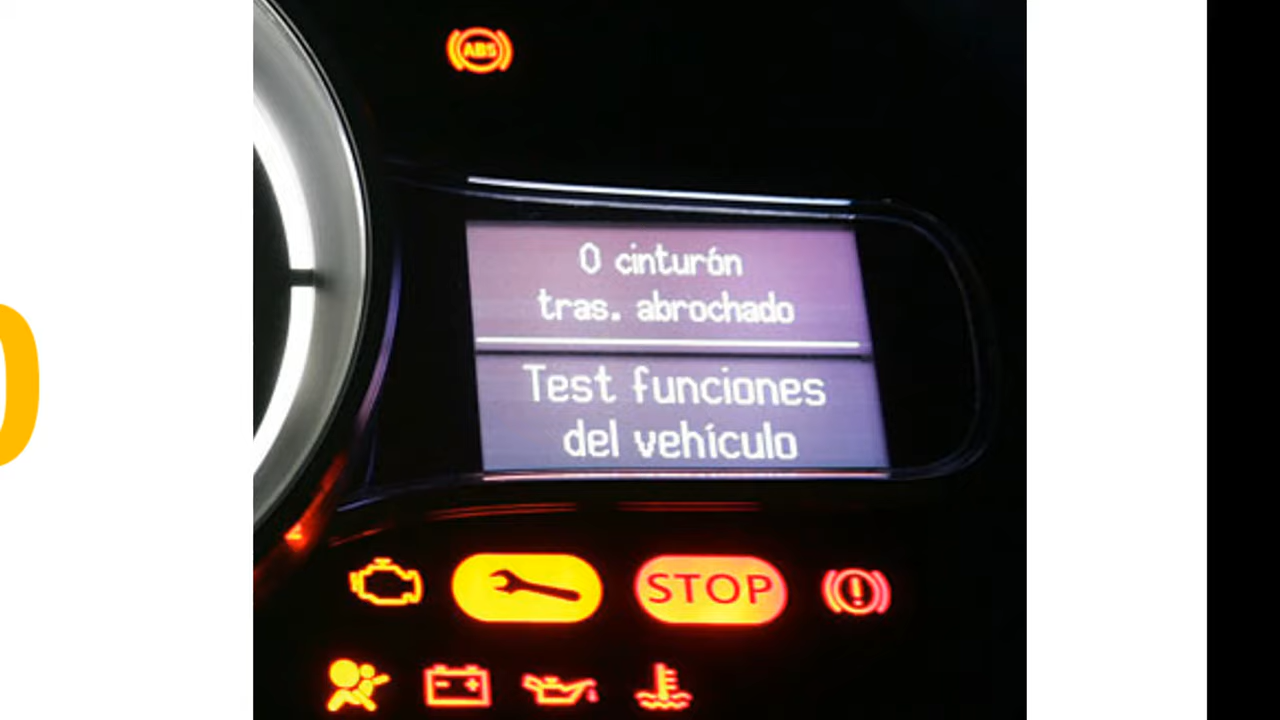 ABS
0 cinturón
tras. abrochado
Test funciones
del vehículo
STOP